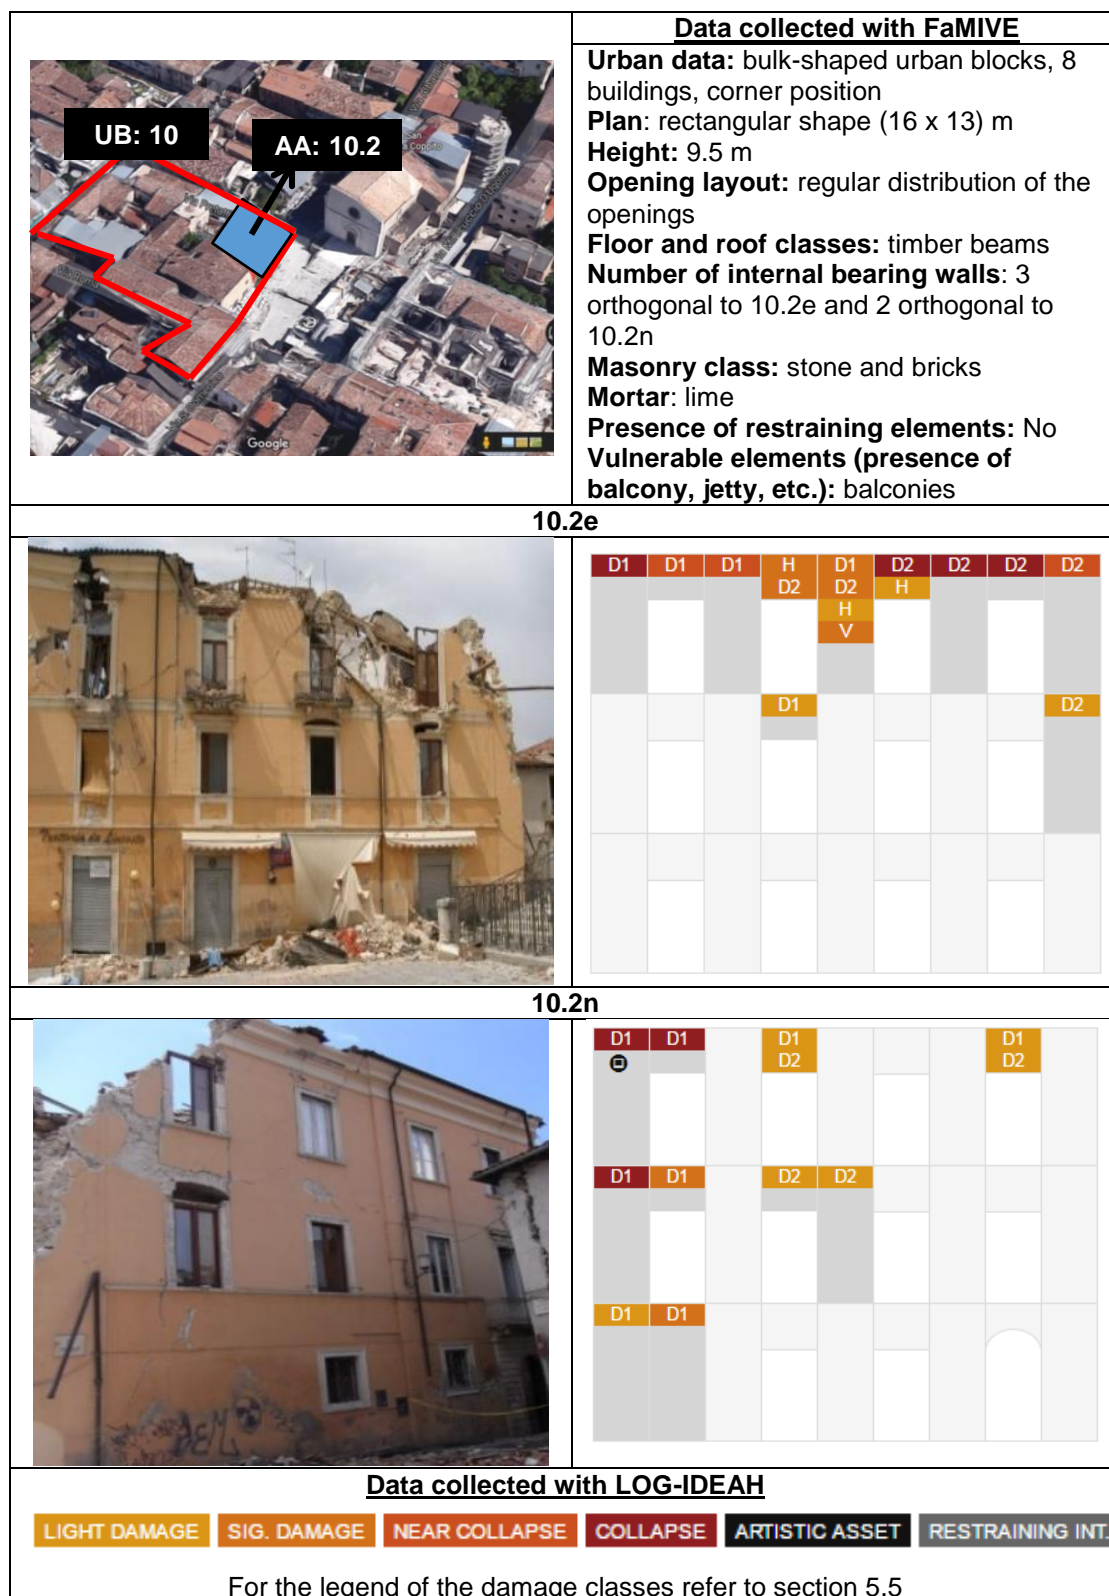 Data collected with FaMIVE
UB: 10
AA: 10.2
San
Coppito
Google
Urban data: bulk-shaped urban blocks, 8
buildings, corner position
Plan: rectangular shape (16 x 13) m
Height: 9.5 m
Opening layout: regular distribution of the
openings
Floor and roof classes: timber beams
Number of internal bearing walls: 3
orthogonal to 10.2e and 2 orthogonal to
10.2n
Masonry class: stone and bricks
Mortar: lime
Presence of restraining elements: No
Vulnerable elements (presence of
balcony, jetty, etc.): balconies
10.2e
Trattoria da Lincosta
D1 D1 D1 H D1 D2 D2 D2 D2
D2 D2 H
H
V
D1 D2
10.2n
D1 D1 D1 D1
D2 D2
D1 D1 D2 D2
D1 D1
Data collected with LOG-IDEAH
LIGHT DAMAGE SIG. DAMAGE NEAR COLLAPSE COLLAPSE ARTISTIC ASSET RESTRAINING INT.
For the legend of the damage classes refer to section 5.5